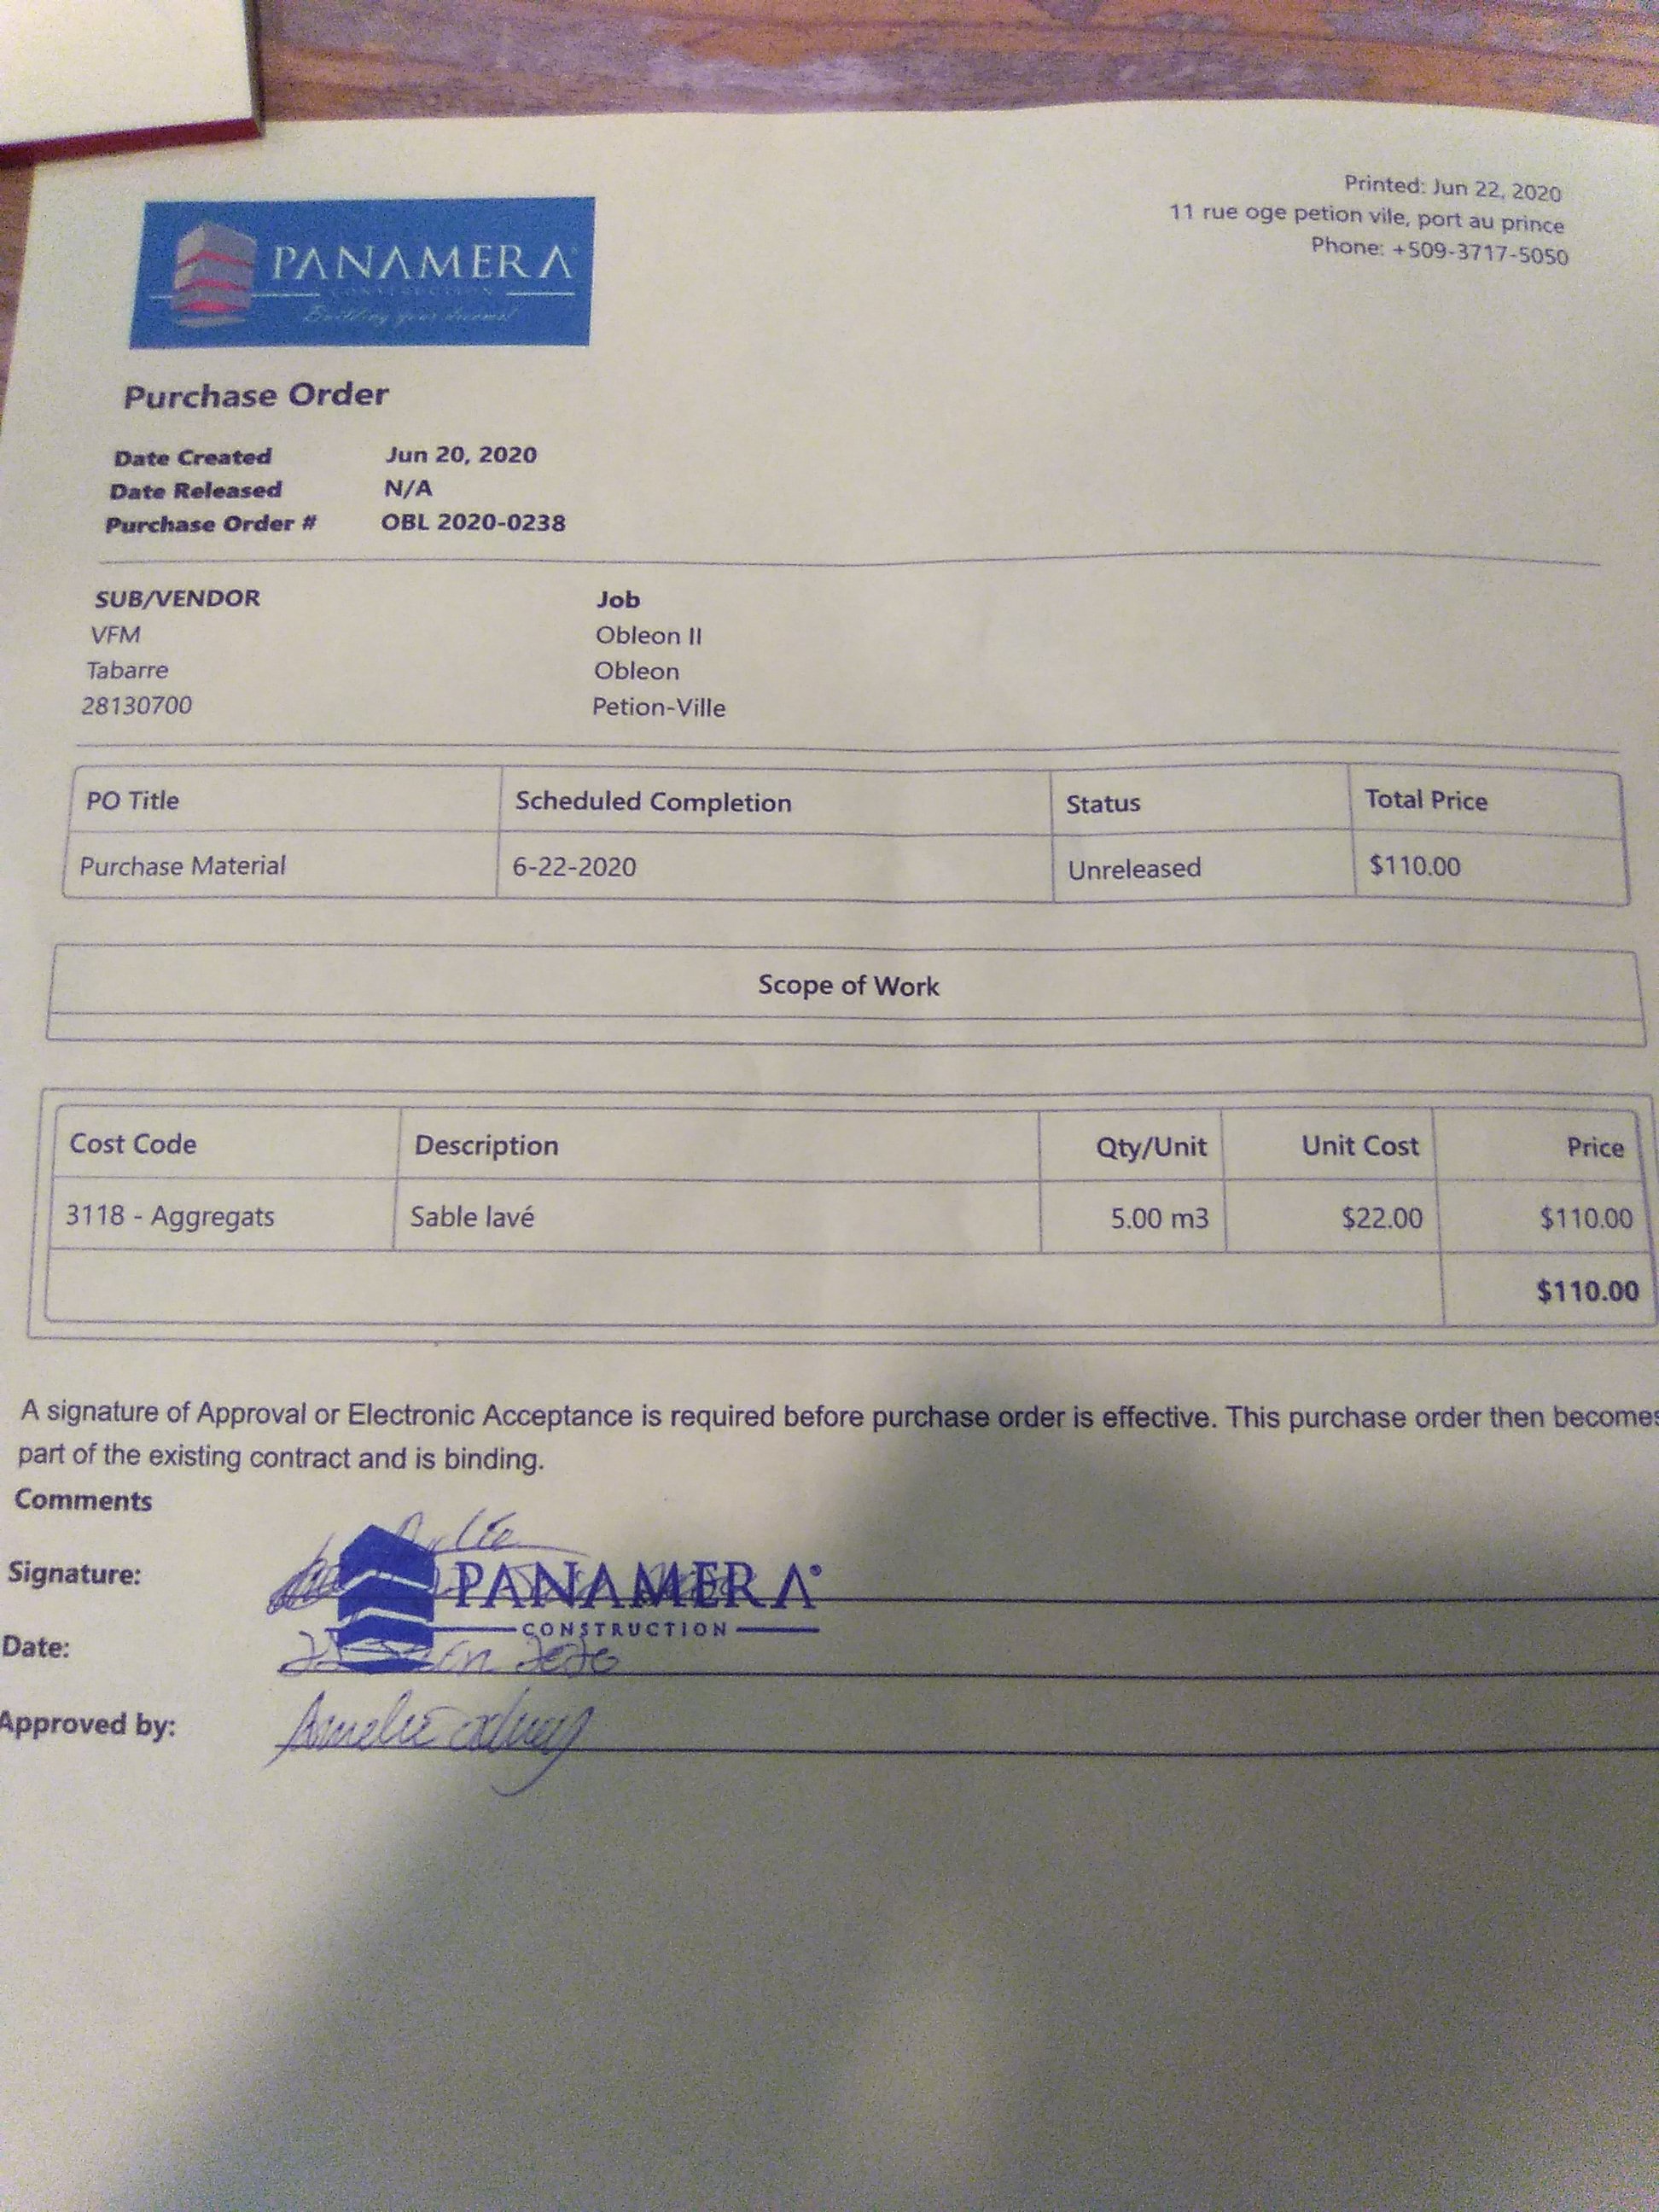 Printed: Jun 22, 2020
11 rue oge petion vile, port au prince
Phone: +509-3717-5050
PANAMERA
CONSTRUCTION
Building your dreams!
Purchase Order
Date Created Jun 20, 2020
Date Released N/A
Purchase Order # OBL 2020-0238
SUB/VENDOR Job
VFM Obleon II
Tabarre Obleon
28130700 Petion-Ville
PO Title Scheduled Completion Status Total Price
Purchase Material 6-22-2020 Unreleased $110.00
Scope of Work
Cost Code Description Qty/Unit Unit Cost Price
3118 - Aggregats Sable lavé 5.00 m3 $22.00 $110.00
$110.00
A signature of Approval or Electronic Acceptance is required before purchase order is effective. This purchase order then becomes
part of the existing contract and is binding.
Comments
Signature: PANAMERA
CONSTRUCTION
Date: 2020
Approved by: